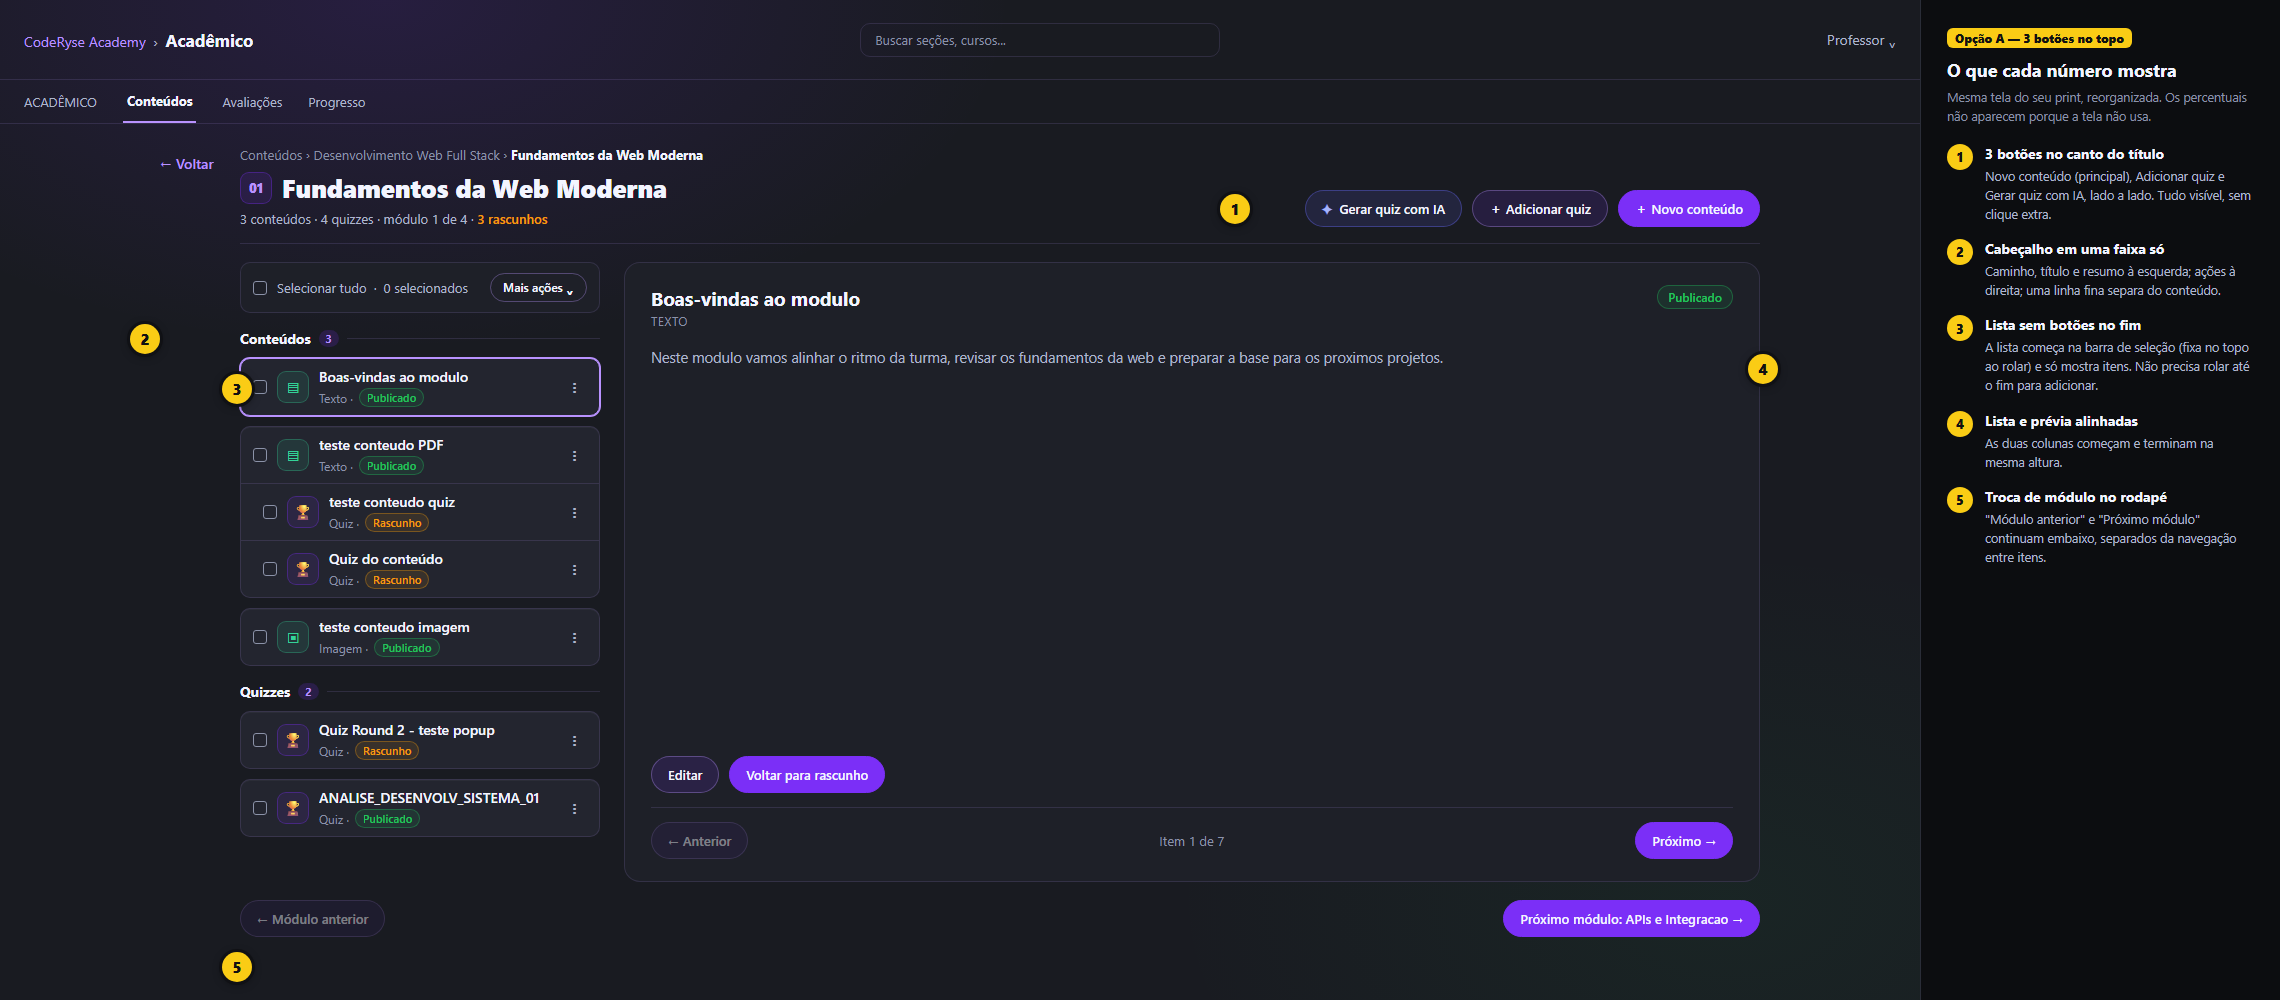 CodeRyse Academy › Acadêmico
Buscar seções, cursos...
Professor
ACADÊMICO
Conteúdos
Avaliações
Progresso
← Voltar
Conteúdos › Desenvolvimento Web Full Stack › Fundamentos da Web Moderna
01 Fundamentos da Web Moderna
3 conteúdos · 4 quizzes · módulo 1 de 4 · 3 rascunhos
1
✦ Gerar quiz com IA
+ Adicionar quiz
+ Novo conteúdo
Selecionar tudo · 0 selecionados
Mais ações
2
Conteúdos 3
3
Boas-vindas ao modulo
Texto · Publicado
teste conteudo PDF
Texto · Publicado
teste conteudo quiz
Quiz · Rascunho
Quiz do conteúdo
Quiz · Rascunho
teste conteudo imagem
Imagem · Publicado
Quizzes 2
Quiz Round 2 - teste popup
Quiz · Rascunho
ANALISE_DESENVOLV_SISTEMA_01
Quiz · Publicado
Boas-vindas ao modulo
Publicado
TEXTO
Neste modulo vamos alinhar o ritmo da turma, revisar os fundamentos da web e preparar a base para os proximos projetos.
4
Editar
Voltar para rascunho
← Anterior
Item 1 de 7
Próximo →
← Módulo anterior
Próximo módulo: APIs e Integracao →
5
Opção A — 3 botões no topo
O que cada número mostra
Mesma tela do seu print, reorganizada. Os percentuais
não aparecem porque a tela não usa.
1 3 botões no canto do título
Novo conteúdo (principal), Adicionar quiz e
Gerar quiz com IA, lado a lado. Tudo visível, sem
clique extra.
2 Cabeçalho em uma faixa só
Caminho, título e resumo à esquerda; ações à
direita; uma linha fina separa do conteúdo.
3 Lista sem botões no fim
A lista começa na barra de seleção (fixa no topo
ao rolar) e só mostra itens. Não precisa rolar até
o fim para adicionar.
4 Lista e prévia alinhadas
As duas colunas começam e terminam na
mesma altura.
5 Troca de módulo no rodapé
"Módulo anterior" e "Próximo módulo"
continuam embaixo, separados da navegação
entre itens.